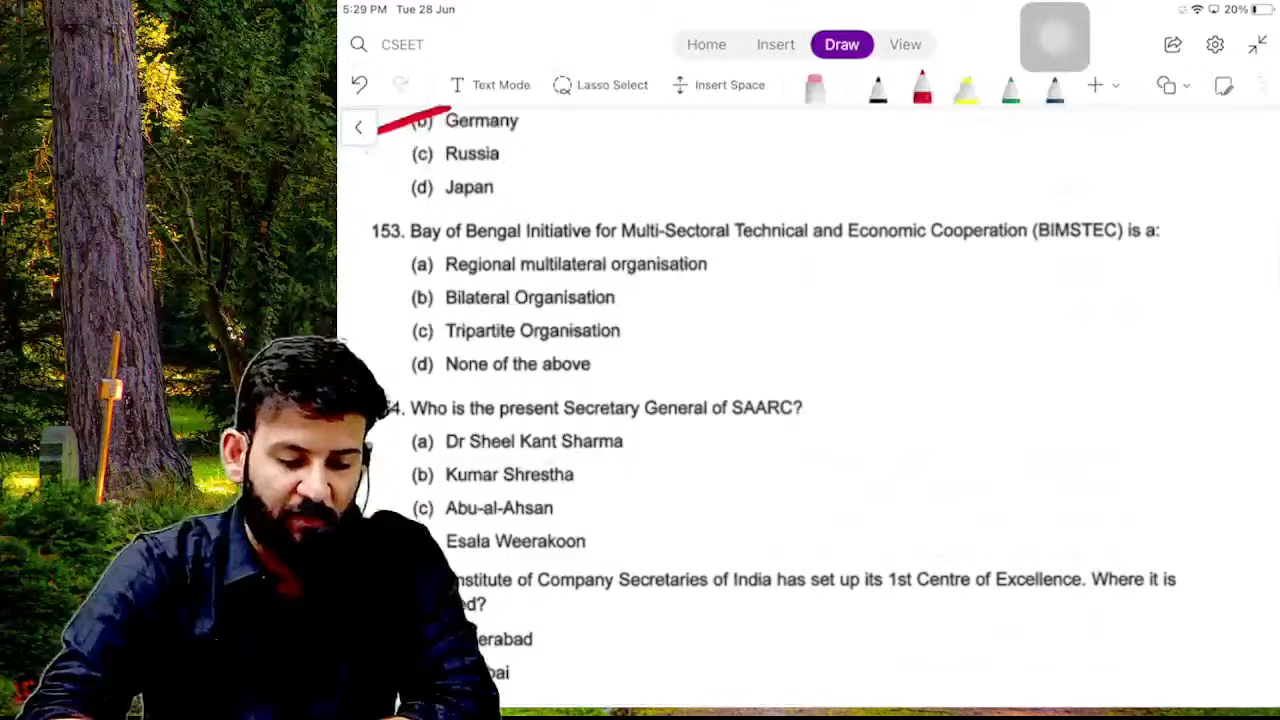 5:29 PM Tue 28 Jun
20%
CSEET
Home Insert Draw View
Text Mode Lasso Select Insert Space
(b) Germany
(c) Russia
(d) Japan
153. Bay of Bengal Initiative for Multi-Sectoral Technical and Economic Cooperation (BIMSTEC) is a:
(a) Regional multilateral organisation
(b) Bilateral Organisation
(c) Tripartite Organisation
(d) None of the above
4. Who is the present Secretary General of SAARC?
(a) Dr Sheel Kant Sharma
(b) Kumar Shrestha
(c) Abu-al-Ahsan
Esala Weerakoon
nstitute of Company Secretaries of India has set up its 1st Centre of Excellence. Where it is
ed?
erabad
bai